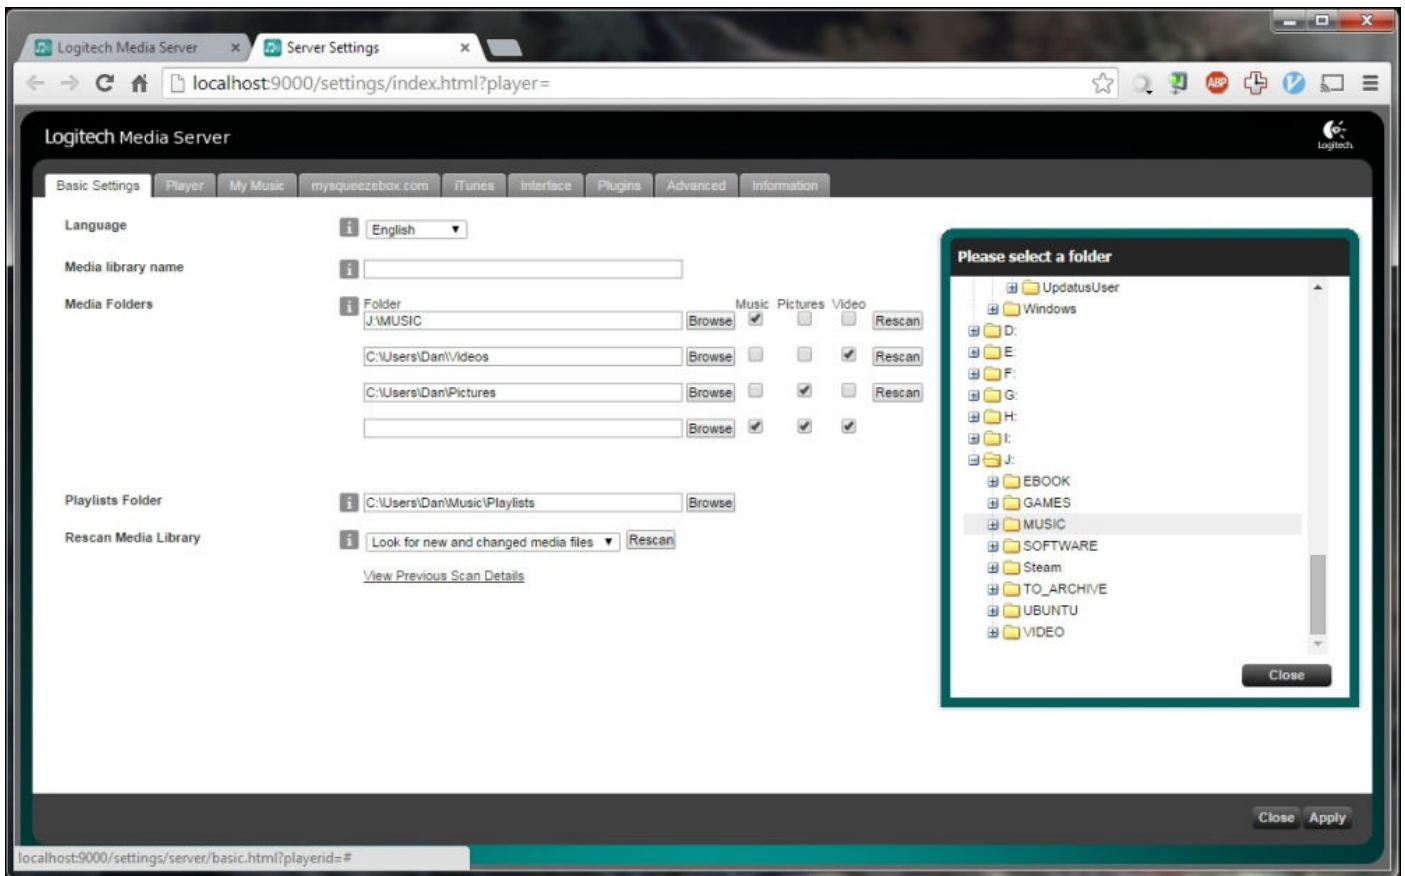 Logitech Media Server
Server Settings
localhost:9000/settings/index.html?player=
ABP
Logitech Media Server
Logitech
Basic Settings Player My Music mysqueezebox.com iTunes Interface Plugins Advanced Information
Language
English
Media library name
Media Folders
Folder Music Pictures Video
J:\MUSIC Browse Rescan
C:\Users\Dan\Videos Browse Rescan
C:\Users\Dan\Pictures Browse Rescan
Browse
Playlists Folder
C:\Users\Dan\Music\Playlists Browse
Rescan Media Library
Look for new and changed media files Rescan
View Previous Scan Details
Please select a folder
UpdatusUser
Windows
D:
E:
F:
G:
H:
I:
J:
EBOOK
GAMES
MUSIC
SOFTWARE
Steam
TO_ARCHIVE
UBUNTU
VIDEO
Close
Close Apply
localhost:9000/settings/server/basic.html?playerid=#